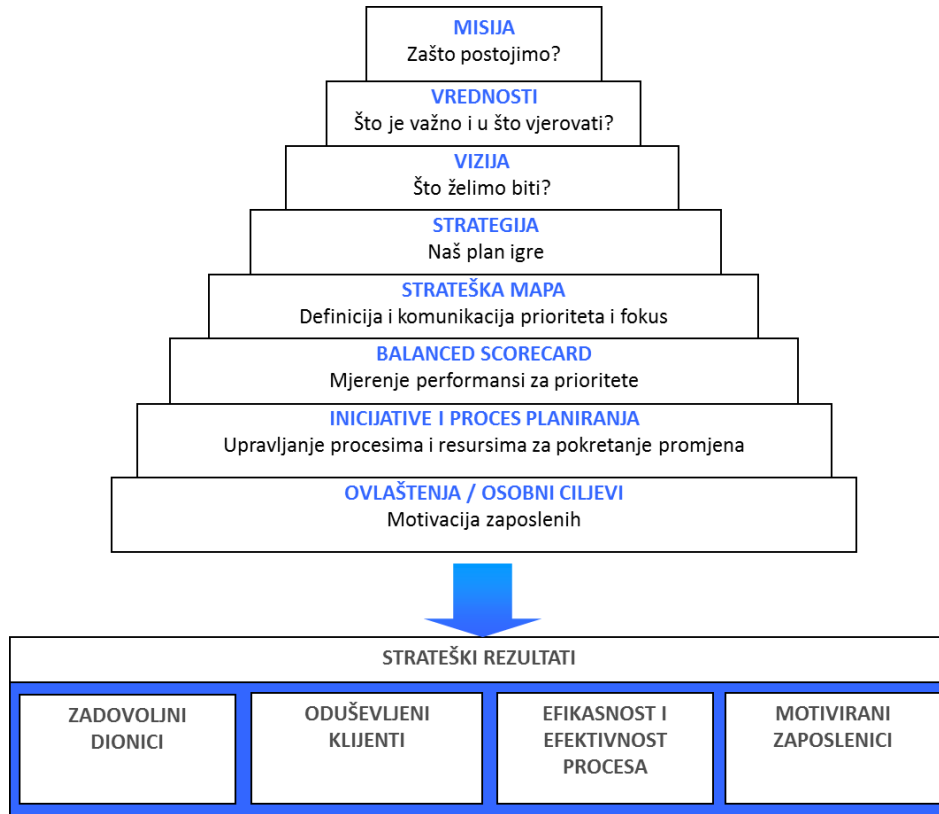 MISIJA
Zašto postojimo?
VREDNOSTI
Što je važno i u što vjerovati?
VIZIJA
Što želimo biti?
STRATEGIJA
Naš plan igre
STRATEŠKA MAPA
Definicija i komunikacija prioriteta i fokus
BALANCED SCORECARD
Mjerenje performansi za prioritete
INICIJATIVE I PROCES PLANIRANJA
Upravljanje procesima i resursima za pokretanje promjena
OVLAŠTENJA / OSOBNI CILJEVI
Motivacija zaposlenih
STRATEŠKI REZULTATI
ZADOVOLJNI
DIONICI
ODUŠEVLJENI
KLIJENTI
EFIKASNOST I
EFEKTIVNOST
PROCESA
MOTIVIRANI
ZAPOSLENICI